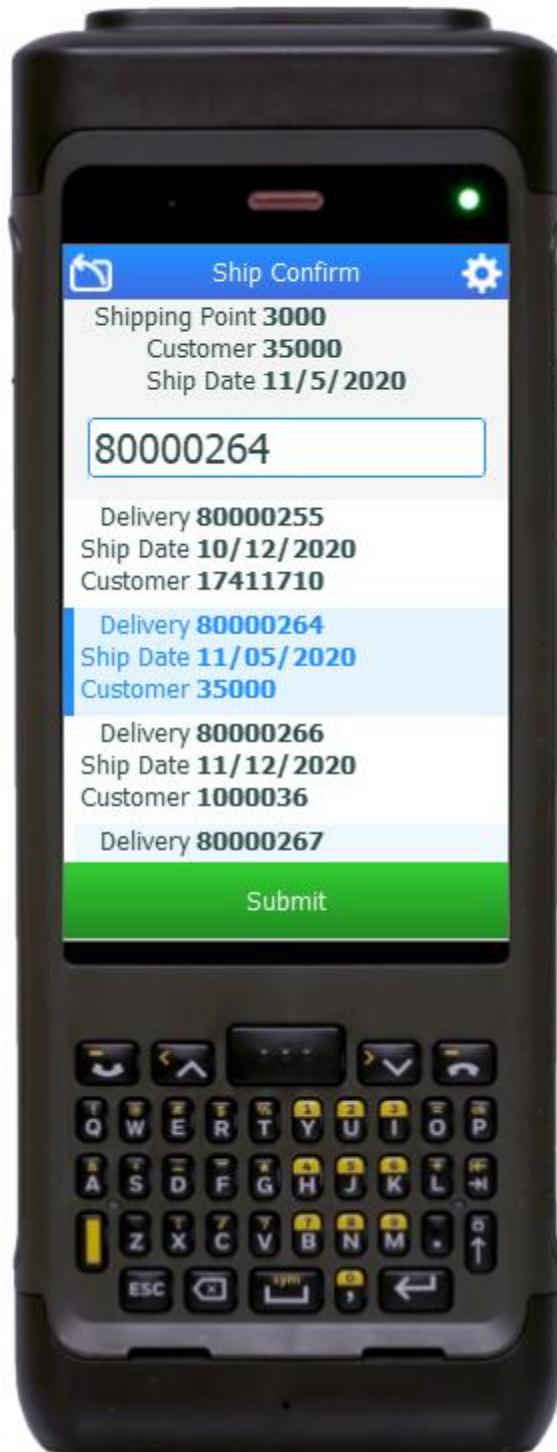 Ship Confirm
Shipping Point 3000
Customer 35000
Ship Date 11/5/2020
80000264
Delivery 80000255
Ship Date 10/12/2020
Customer 17411710
Delivery 80000264
Ship Date 11/05/2020
Customer 35000
Delivery 80000266
Ship Date 11/12/2020
Customer 1000036
Delivery 80000267
Submit
Q W E R T Y U I O P
A S D F G H J K L
Z X C V B N M .
ESC sym ,